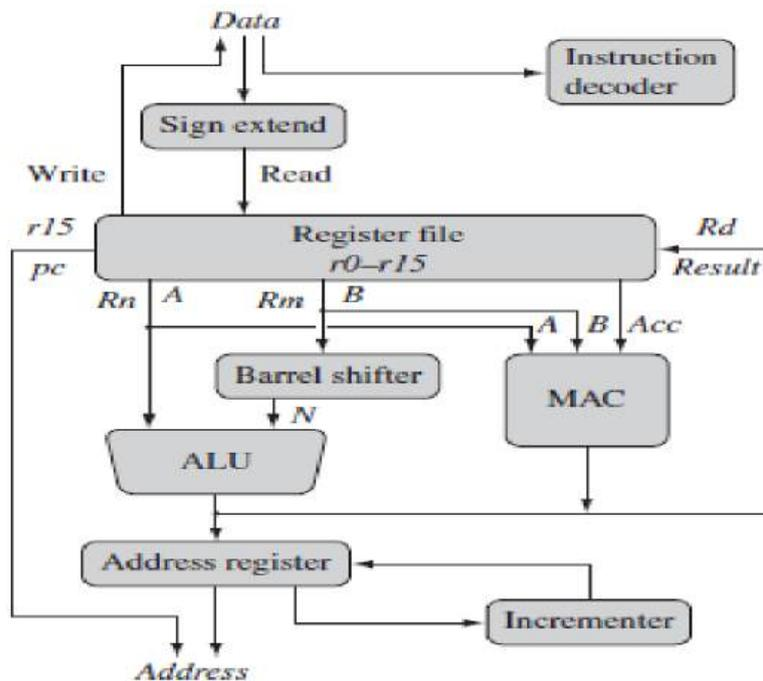 Data
Instruction
decoder
Sign extend
Write
Read
r15
Register file
Rd
pc
r0–r15
Result
Rn
A
Rm
B
A
B
Acc
Barrel shifter
MAC
N
ALU
Address register
Incrementer
Address